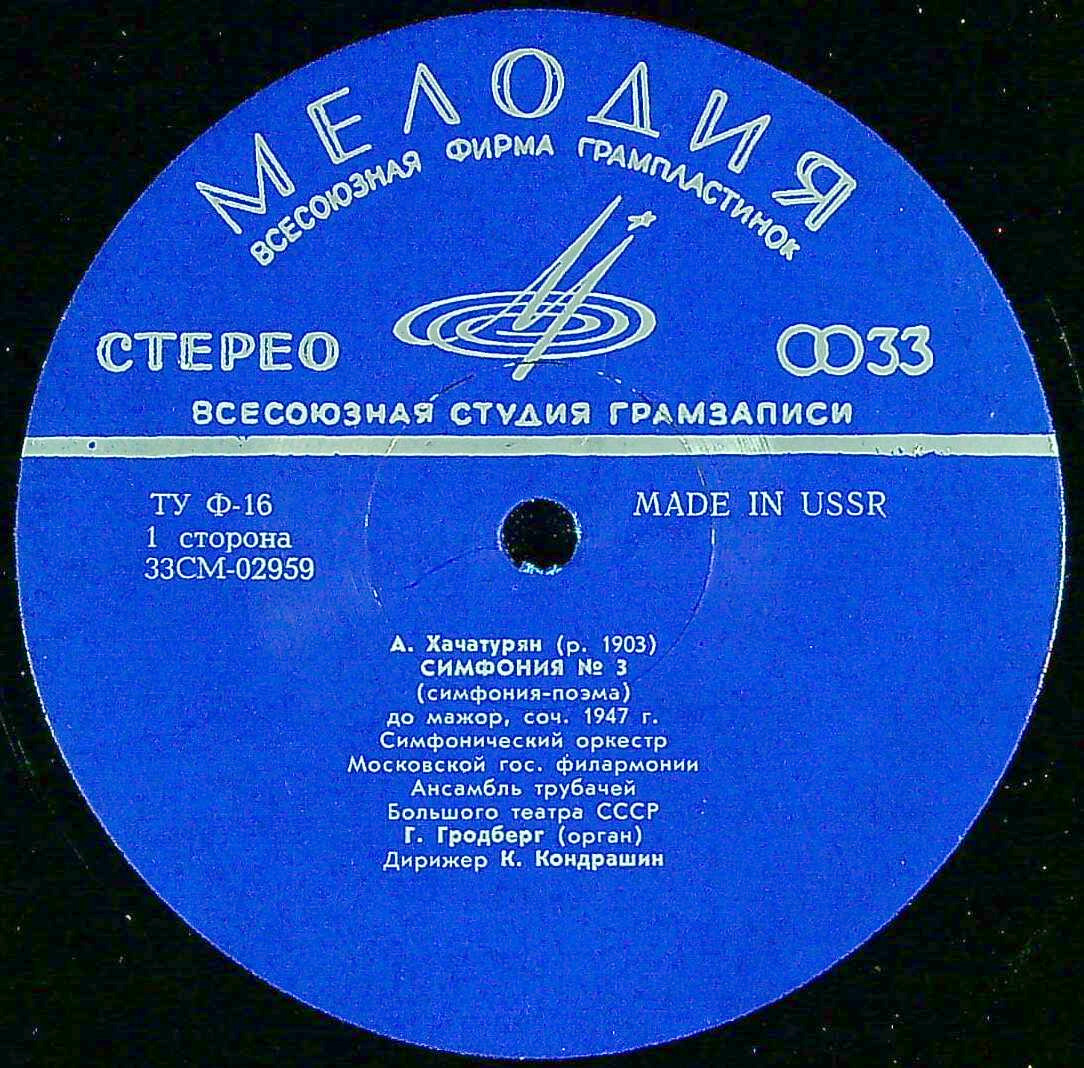 МЕЛОДИЯ
ВСЕСОЮЗНАЯ ФИРМА ГРАМПЛАСТИНОК
СТЕРЕО
33
ВСЕСОЮЗНАЯ СТУДИЯ ГРАМЗАПИСИ
ТУ Ф-16
MADE IN USSR
1 сторона
33СМ-02959
А. Хачатурян (р. 1903)
СИМФОНИЯ № 3
(симфония-поэма)
до мажор, соч. 1947 г.
Симфонический оркестр
Московской гос. филармонии
Ансамбль трубачей
Большого театра СССР
Г. Гродберг (орган)
Дирижер К. Кондрашин